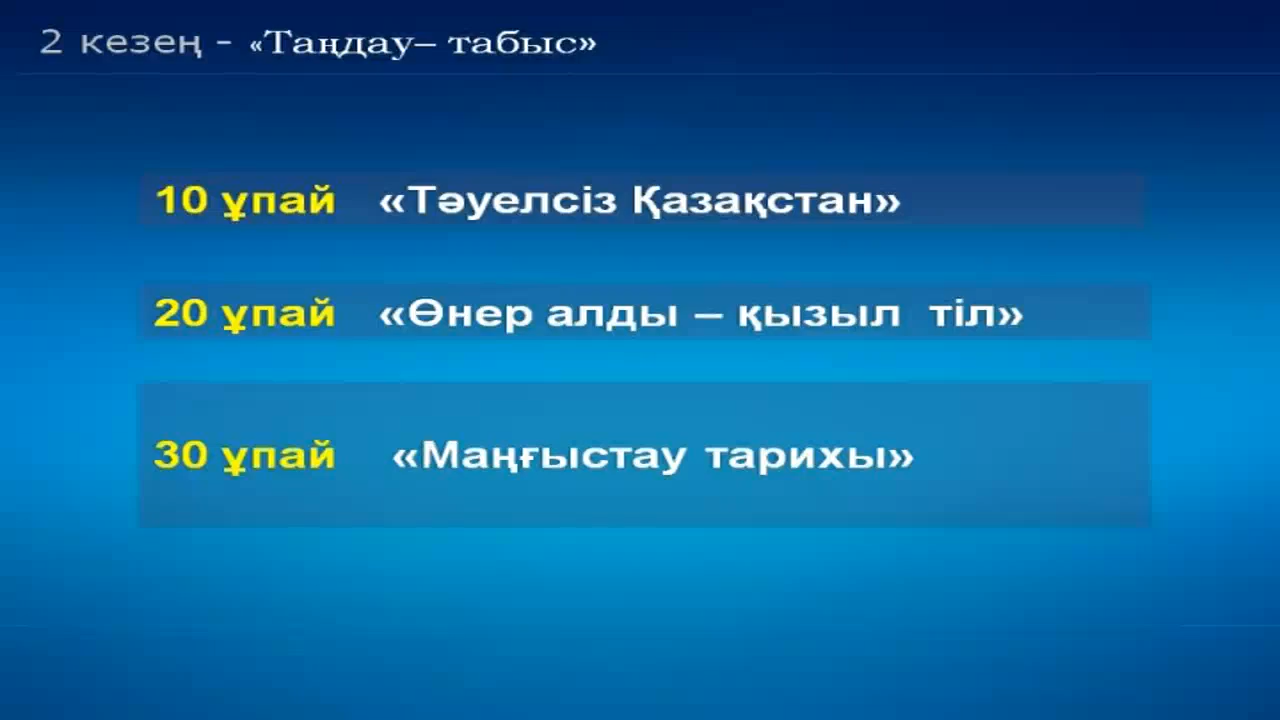 2 кезең - «Таңдау– табыс»
10 ұпай «Тәуелсіз Қазақстан»
20 ұпай «Өнер алды – қызыл тіл»
30 ұпай «Маңғыстау тарихы»